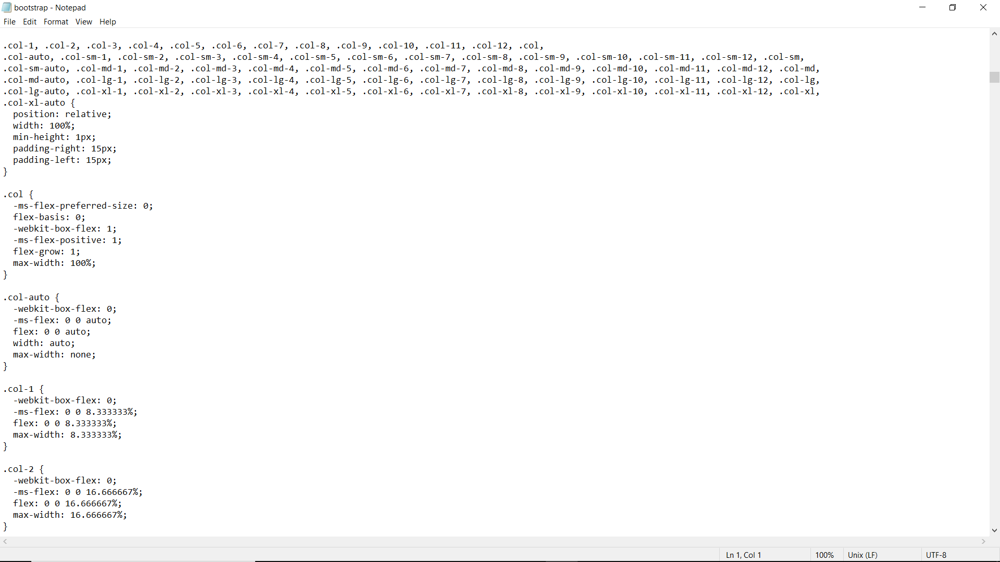 bootstrap - Notepad
File Edit Format View Help
.col-1, .col-2, .col-3, .col-4, .col-5, .col-6, .col-7, .col-8, .col-9, .col-10, .col-11, .col-12, .col,
.col-auto, .col-sm-1, .col-sm-2, .col-sm-3, .col-sm-4, .col-sm-5, .col-sm-6, .col-sm-7, .col-sm-8, .col-sm-9, .col-sm-10, .col-sm-11, .col-sm-12, .col-sm,
.col-sm-auto, .col-md-1, .col-md-2, .col-md-3, .col-md-4, .col-md-5, .col-md-6, .col-md-7, .col-md-8, .col-md-9, .col-md-10, .col-md-11, .col-md-12, .col-md,
.col-md-auto, .col-lg-1, .col-lg-2, .col-lg-3, .col-lg-4, .col-lg-5, .col-lg-6, .col-lg-7, .col-lg-8, .col-lg-9, .col-lg-10, .col-lg-11, .col-lg-12, .col-lg,
.col-lg-auto, .col-xl-1, .col-xl-2, .col-xl-3, .col-xl-4, .col-xl-5, .col-xl-6, .col-xl-7, .col-xl-8, .col-xl-9, .col-xl-10, .col-xl-11, .col-xl-12, .col-xl,
.col-xl-auto {
  position: relative;
  width: 100%;
  min-height: 1px;
  padding-right: 15px;
  padding-left: 15px;
}

.col {
  -ms-flex-preferred-size: 0;
  flex-basis: 0;
  -webkit-box-flex: 1;
  -ms-flex-positive: 1;
  flex-grow: 1;
  max-width: 100%;
}

.col-auto {
  -webkit-box-flex: 0;
  -ms-flex: 0 0 auto;
  flex: 0 0 auto;
  width: auto;
  max-width: none;
}

.col-1 {
  -webkit-box-flex: 0;
  -ms-flex: 0 0 8.333333%;
  flex: 0 0 8.333333%;
  max-width: 8.333333%;
}

.col-2 {
  -webkit-box-flex: 0;
  -ms-flex: 0 0 16.666667%;
  flex: 0 0 16.666667%;
  max-width: 16.666667%;
}
Ln 1, Col 1 100% Unix (LF) UTF-8